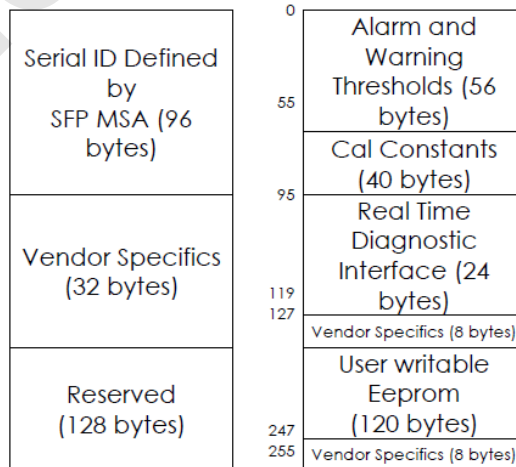 Serial ID Defined
by
SFP MSA (96
bytes)
Vendor Specifics
(32 bytes)
Reserved
(128 bytes)
0
55
95
119
127
247
255
Alarm and
Warning
Thresholds (56
bytes)
Cal Constants
(40 bytes)
Real Time
Diagnostic
Interface (24
bytes)
Vendor Specifics (8 bytes)
User writable
Eeprom
(120 bytes)
Vendor Specifics (8 bytes)